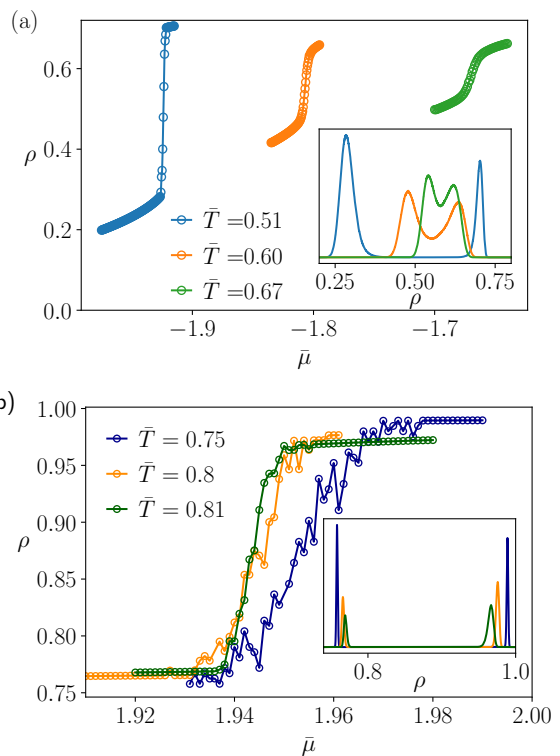 (a)
0.6
0.4
0.2
0.0
ρ
T̄ =0.51
T̄ =0.60
T̄ =0.67
0.25 0.50 0.75
ρ
−1.9 −1.8 −1.7
μ̄
b)
1.00
0.95
0.90
0.85
0.80
0.75
ρ
T̄ = 0.75
T̄ = 0.8
T̄ = 0.81
0.8 1.0
ρ
1.92 1.94 1.96 1.98 2.00
μ̄